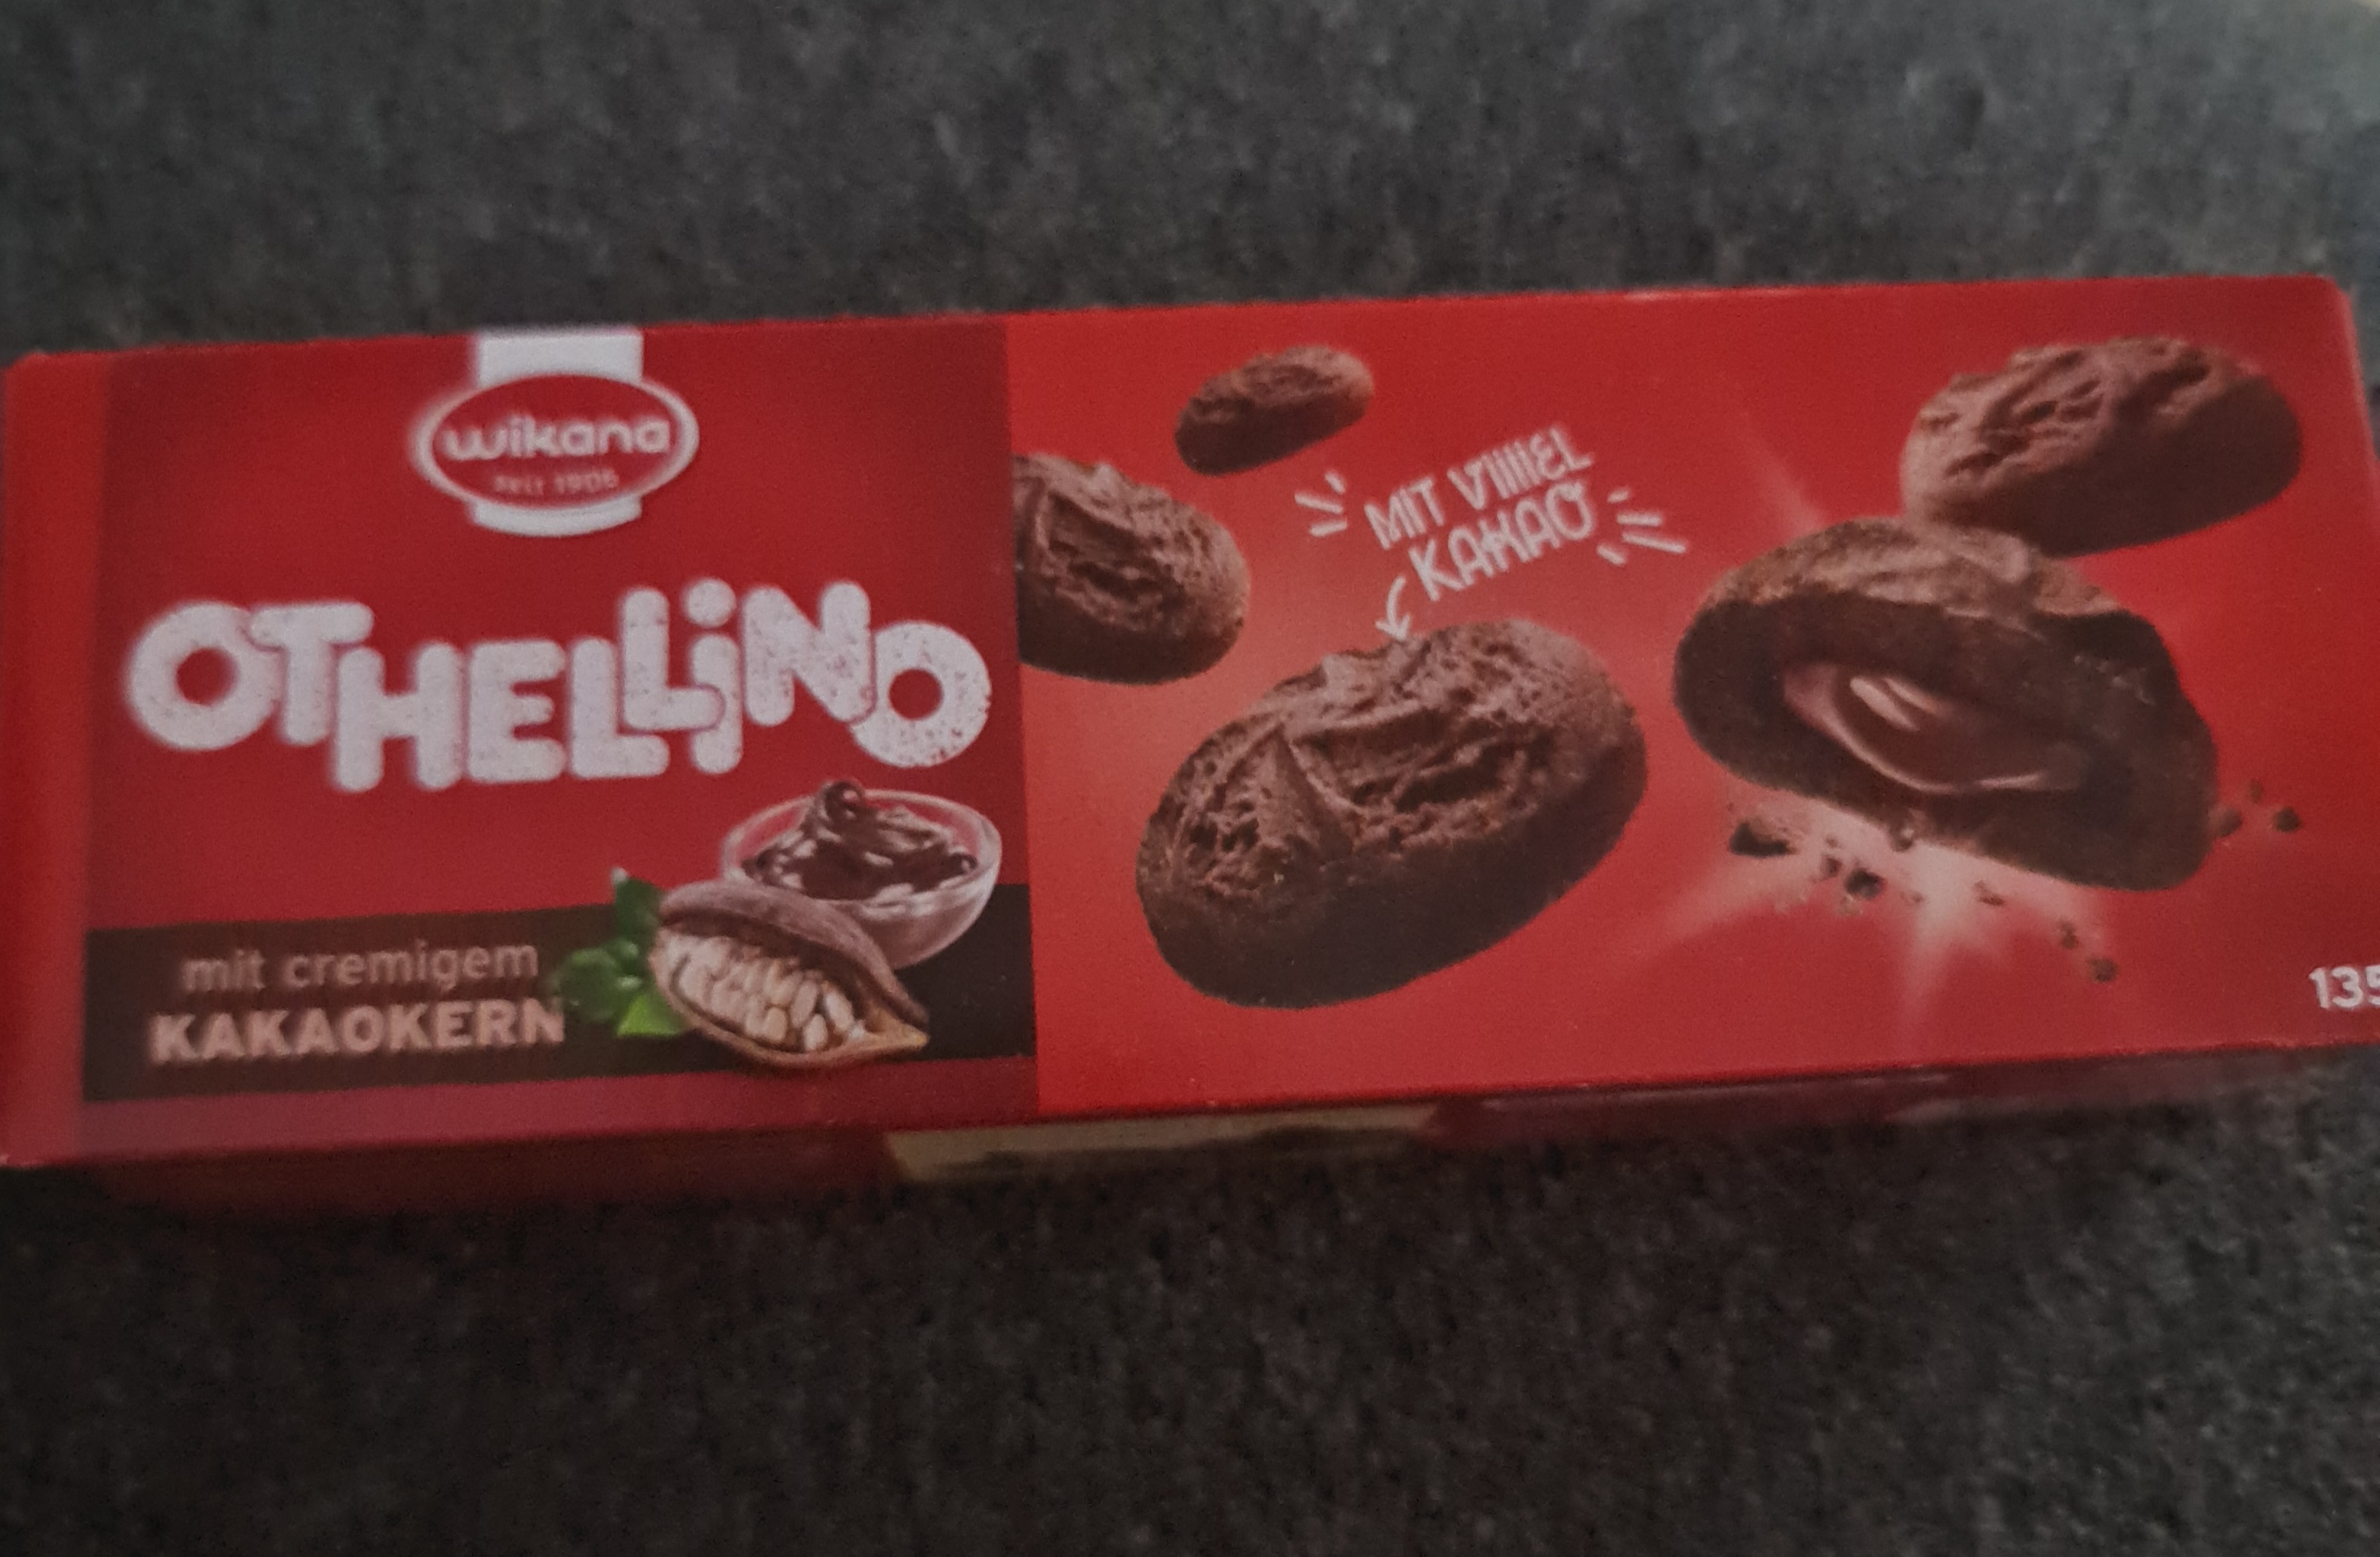 wikana
SEIT 1906
OTHELLiNO
mit cremigem
KAKAOKERN
MIT VIIIIEL
KAKAO
135